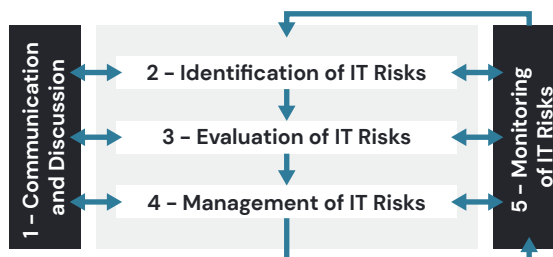 1 – Communication
and Discussion
2 – Identification of IT Risks
3 – Evaluation of IT Risks
4 – Management of IT Risks
5 – Monitoring
of IT Risks